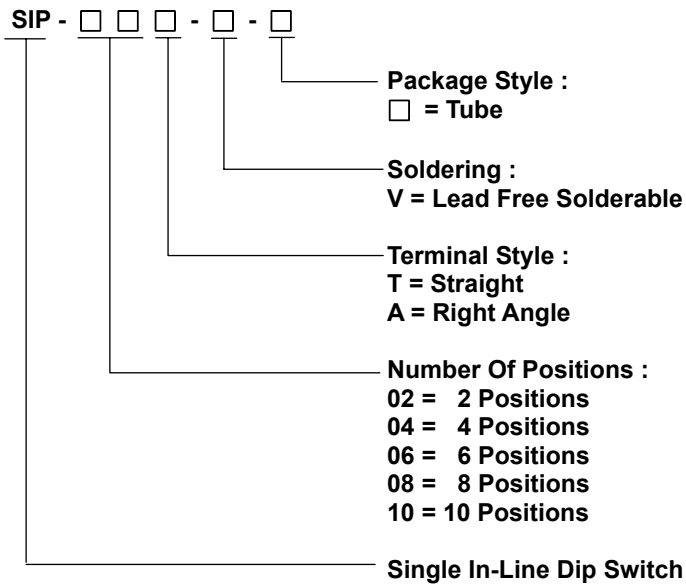 SIP - □ □ □ - □ - □
Package Style :
□ = Tube
Soldering :
V = Lead Free Solderable
Terminal Style :
T = Straight
A = Right Angle
Number Of Positions :
02 = 2 Positions
04 = 4 Positions
06 = 6 Positions
08 = 8 Positions
10 = 10 Positions
Single In-Line Dip Switch